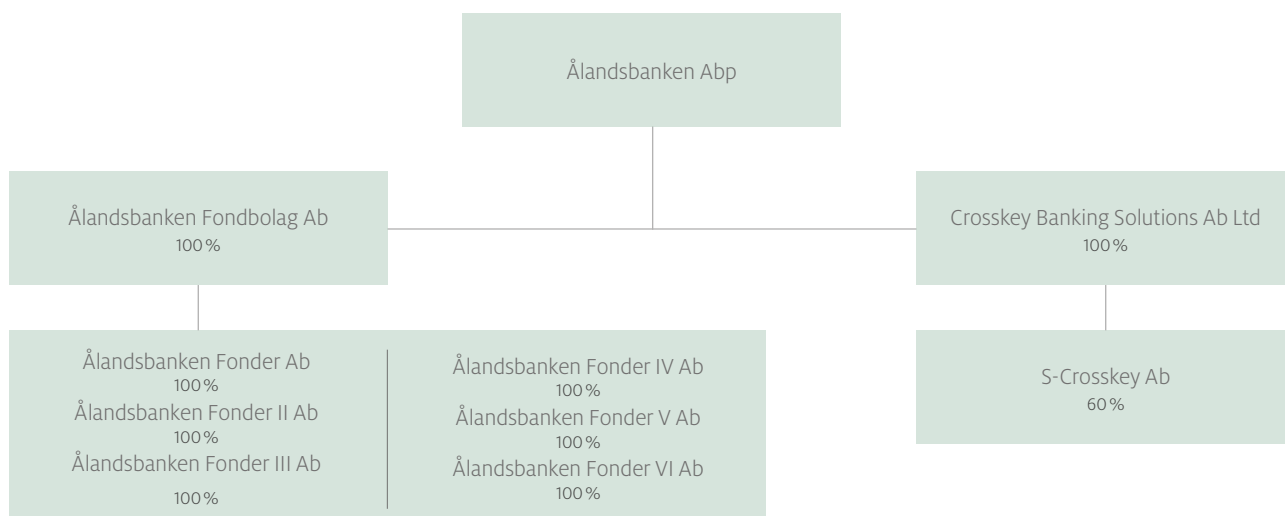 Ålandsbanken Abp
Ålandsbanken Fondbolag Ab
100 %
Crosskey Banking Solutions Ab Ltd
100 %
Ålandsbanken Fonder Ab
100 %
Ålandsbanken Fonder II Ab
100 %
Ålandsbanken Fonder III Ab
100 %
Ålandsbanken Fonder IV Ab
100 %
Ålandsbanken Fonder V Ab
100 %
Ålandsbanken Fonder VI Ab
100 %
S-Crosskey Ab
60 %